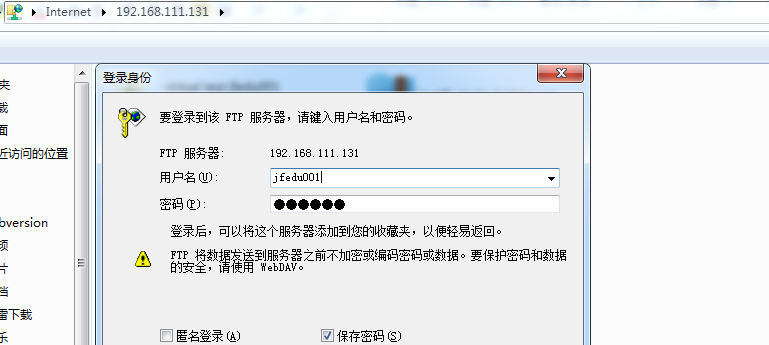 Internet 192.168.111.131
登录身份
夹
载
面
近访问的位置
bversion
频
片
档
雷下载
乐
要登录到该 FTP 服务器，请键入用户名和密码。
FTP 服务器: 192.168.111.131
用户名(U): jfedu001
密码(P): ●●●●●●
登录后，可以将这个服务器添加到您的收藏夹，以便轻易返回。
FTP 将数据发送到服务器之前不加密或编码密码或数据。要保护密码和数据
的安全，请使用 WebDAV。
匿名登录(A) 保存密码(S)